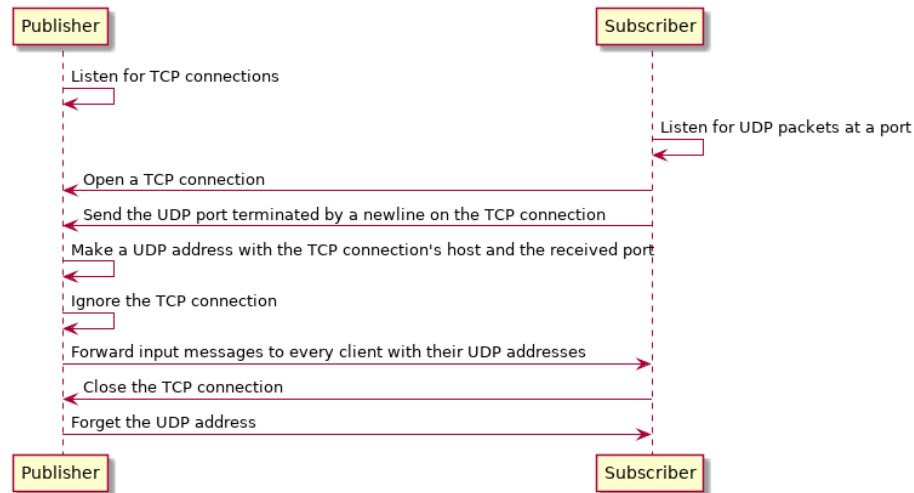 Publisher
Subscriber
Listen for TCP connections
Listen for UDP packets at a port
Open a TCP connection
Send the UDP port terminated by a newline on the TCP connection
Make a UDP address with the TCP connection's host and the received port
Ignore the TCP connection
Forward input messages to every client with their UDP addresses
Close the TCP connection
Forget the UDP address
Publisher
Subscriber